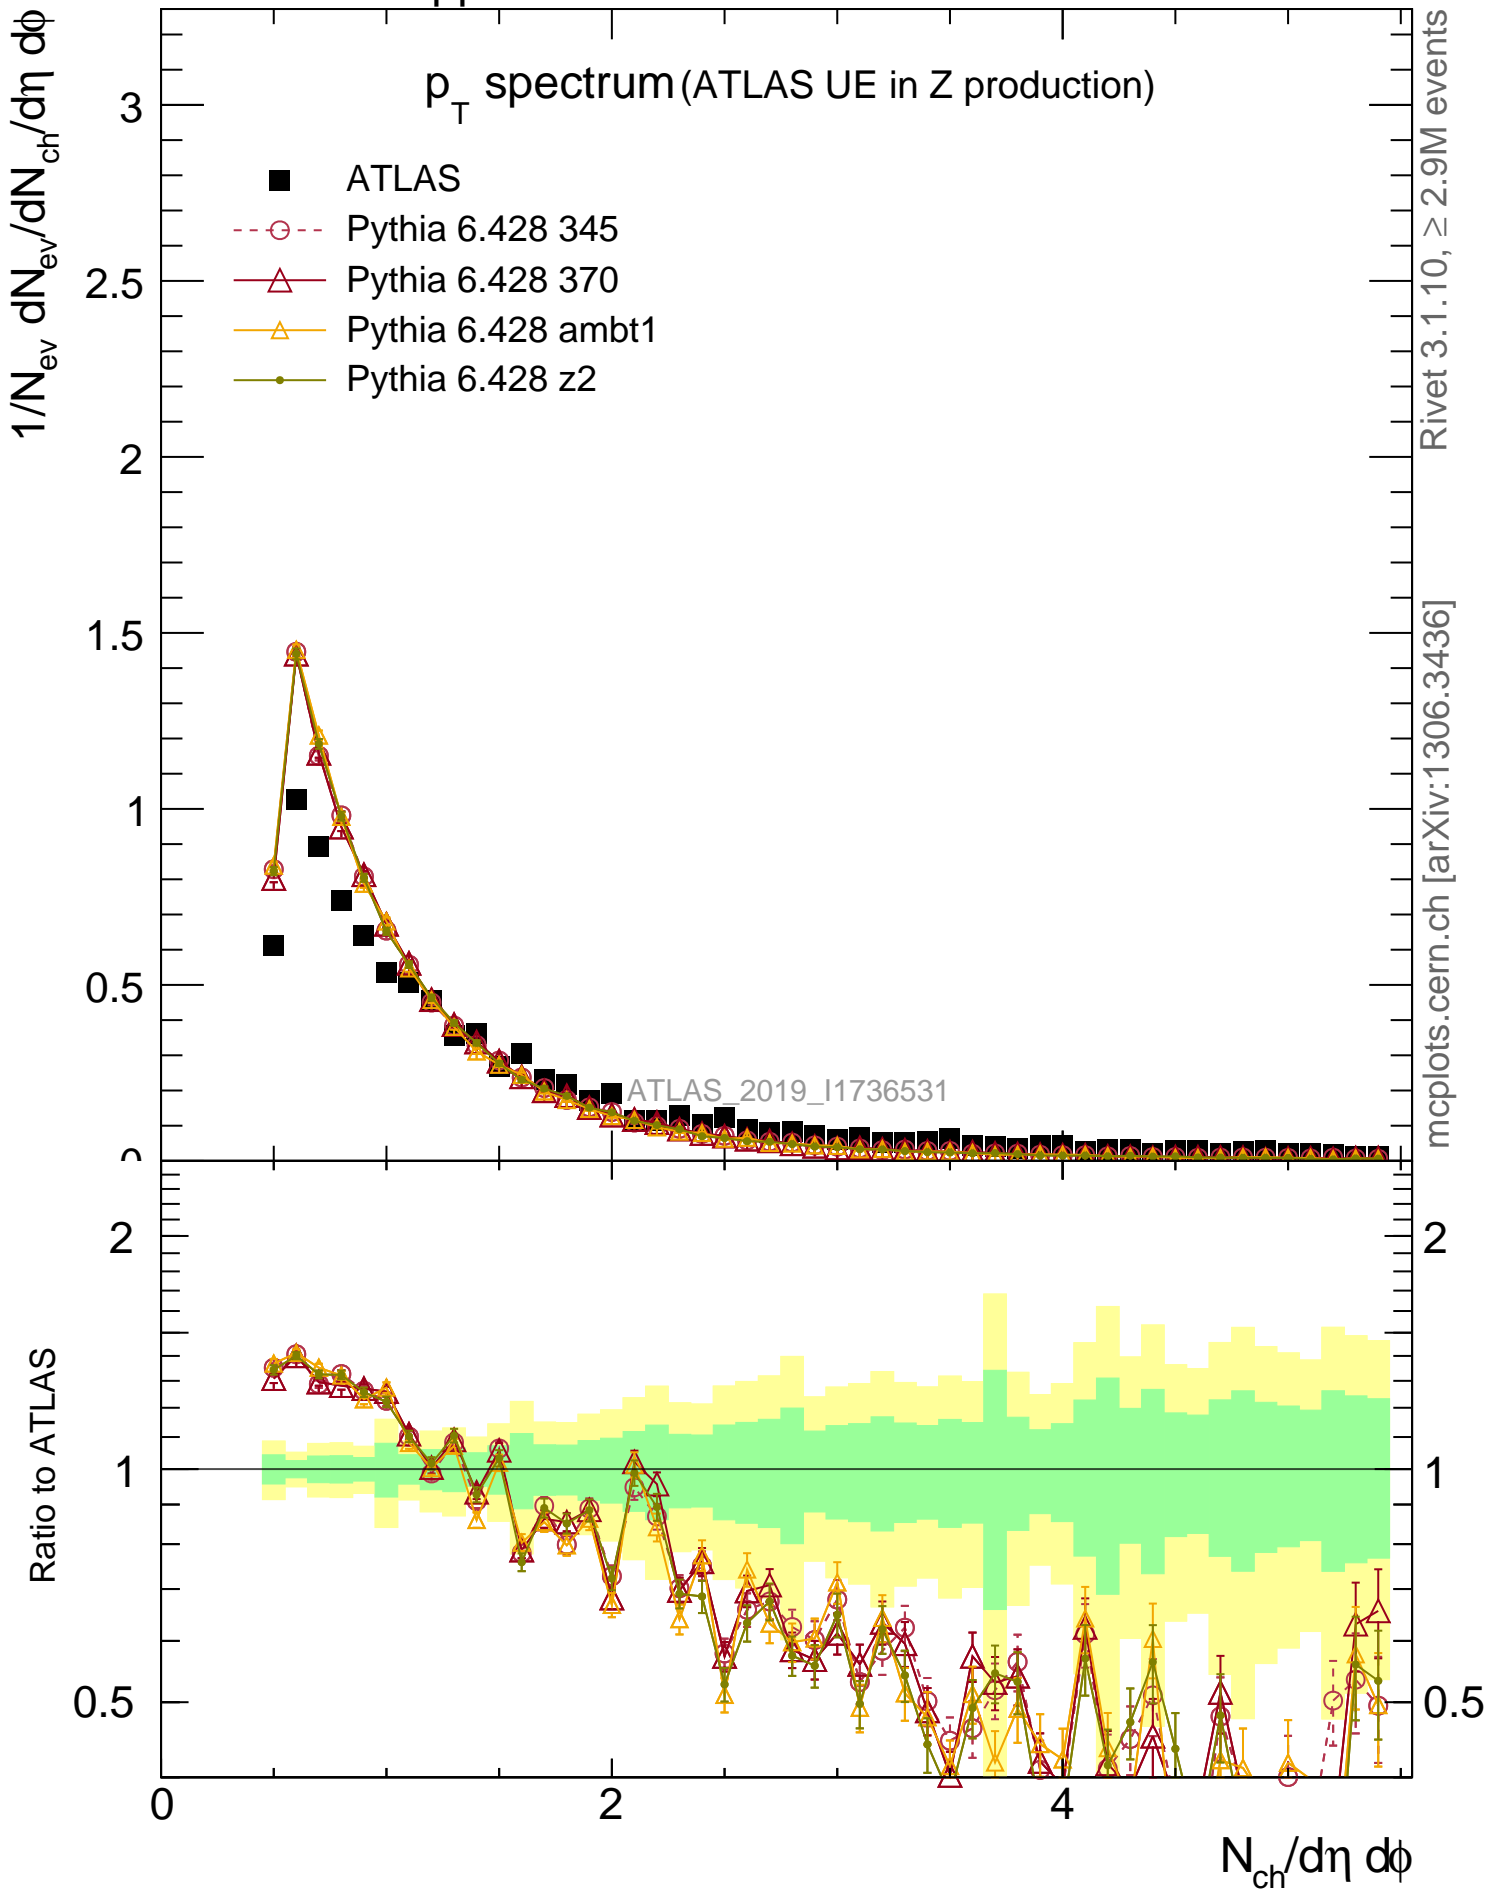 pp
1/N_ev dN_ev/dN_ch/dη dϕ
p_T spectrum (ATLAS UE in Z production)
ATLAS
Pythia 6.428 345
Pythia 6.428 370
Pythia 6.428 ambt1
Pythia 6.428 z2
3
2.5
2
1.5
1
0.5
0
ATLAS_2019_I1736531
Rivet 3.1.10, ≥ 2.9M events
mcplots.cern.ch [arXiv:1306.3436]
Ratio to ATLAS
2
1
0.5
2
1
0.5
0
2
4
N_ch/dη dϕ